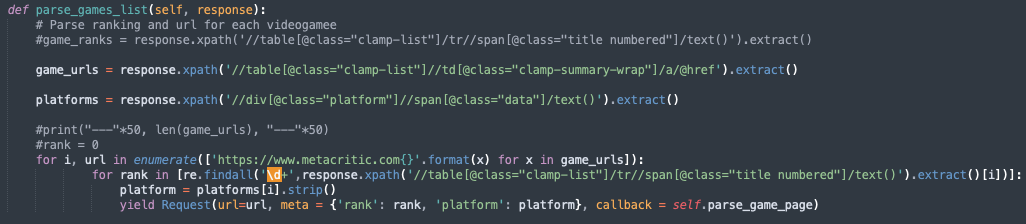 def parse_games_list(self, response):
    # Parse ranking and url for each videogamee
    #game_ranks = response.xpath('//table[@class="clamp-list"]/tr//span[@class="title numbered"]/text()').extract()

    game_urls = response.xpath('//table[@class="clamp-list"]//td[@class="clamp-summary-wrap"]/a/@href').extract()

    platforms = response.xpath('//div[@class="platform"]//span[@class="data"]/text()').extract()

    #print("---"*50, len(game_urls), "---"*50)
    #rank = 0
    for i, url in enumerate(['https://www.metacritic.com{}'.format(x) for x in game_urls]):
            for rank in [re.findall('\d+',response.xpath('//table[@class="clamp-list"]/tr//span[@class="title numbered"]/text()').extract()[i])]:
                platform = platforms[i].strip()
                yield Request(url=url, meta = {'rank': rank, 'platform': platform}, callback = self.parse_game_page)